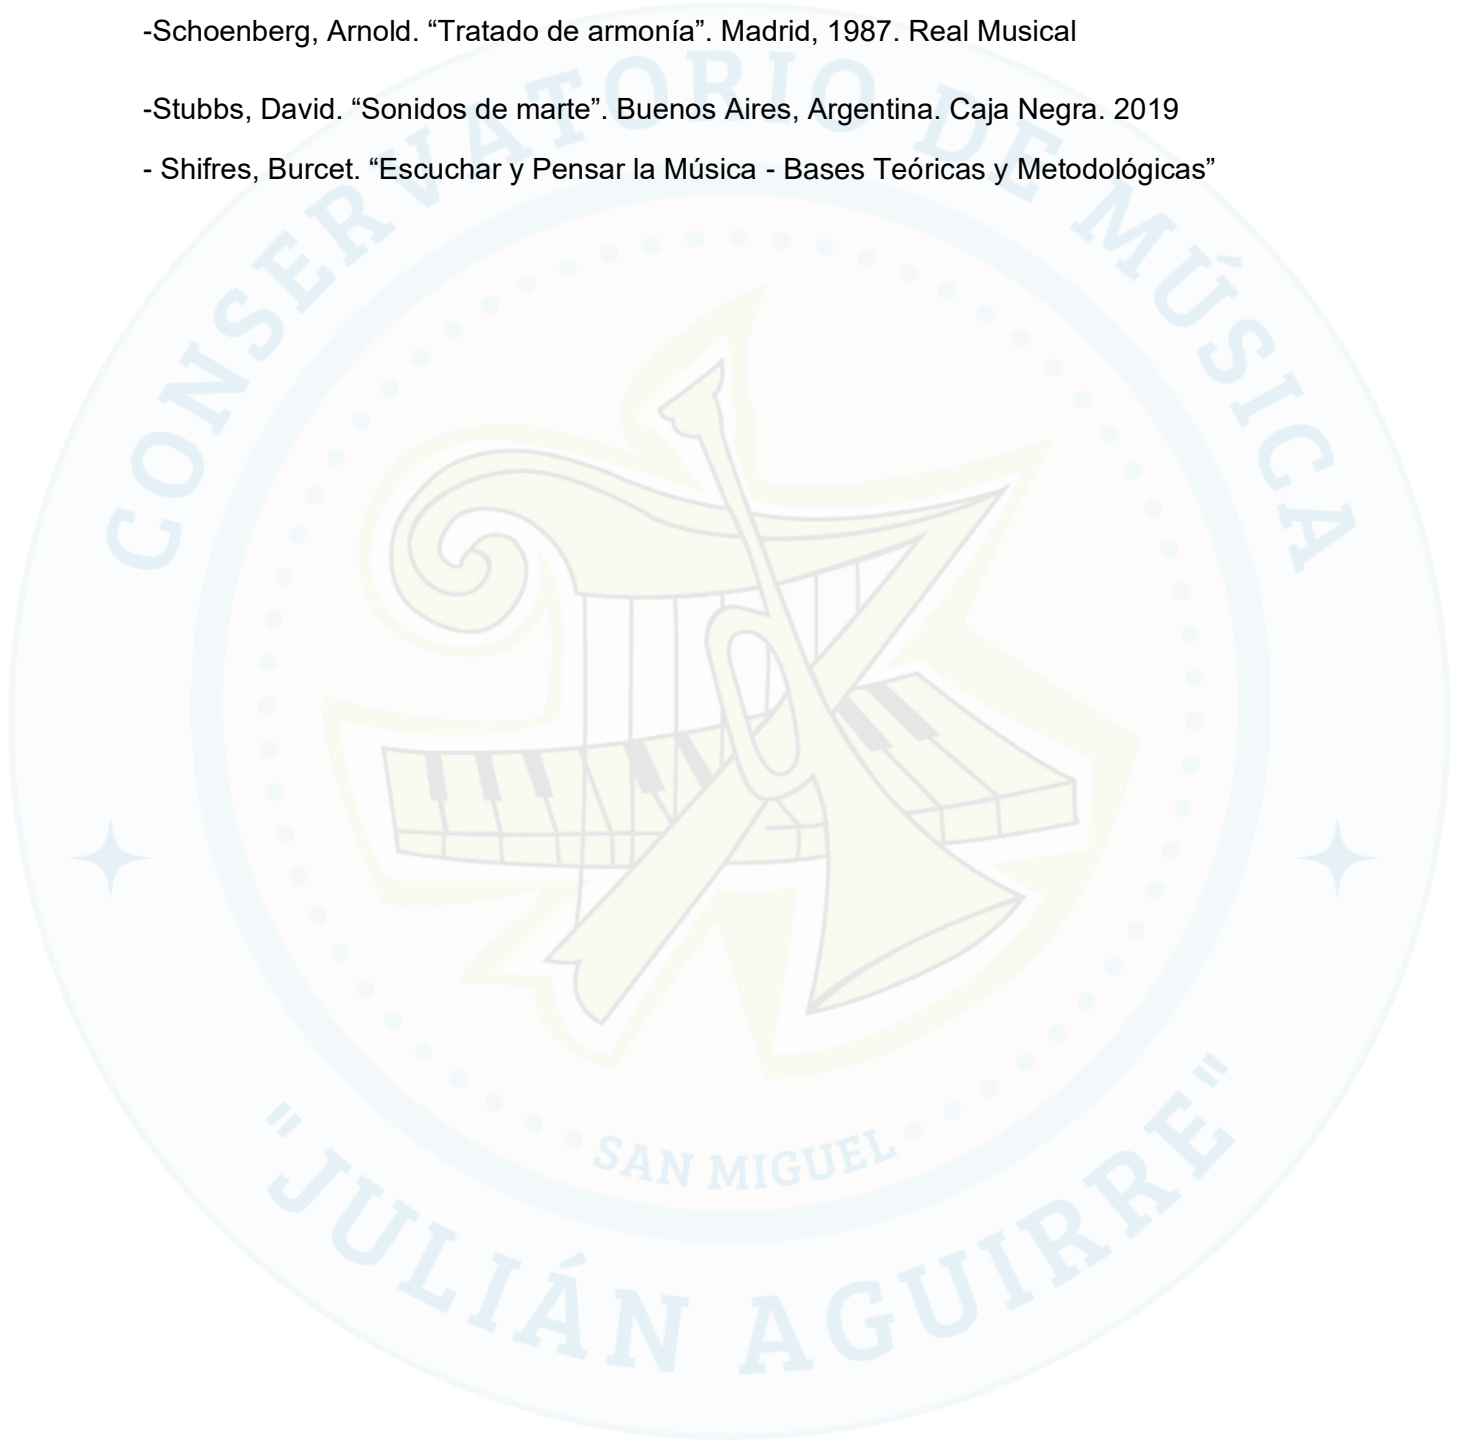 -Schoenberg, Arnold. “Tratado de armonía”. Madrid, 1987. Real Musical
-Stubbs, David. “Sonidos de marte”. Buenos Aires, Argentina. Caja Negra. 2019
- Shifres, Burcet. “Escuchar y Pensar la Música - Bases Teóricas y Metodológicas”
CONSERVATORIO DE MÚSICA
SAN MIGUEL
"JULIÁN AGUIRRE"